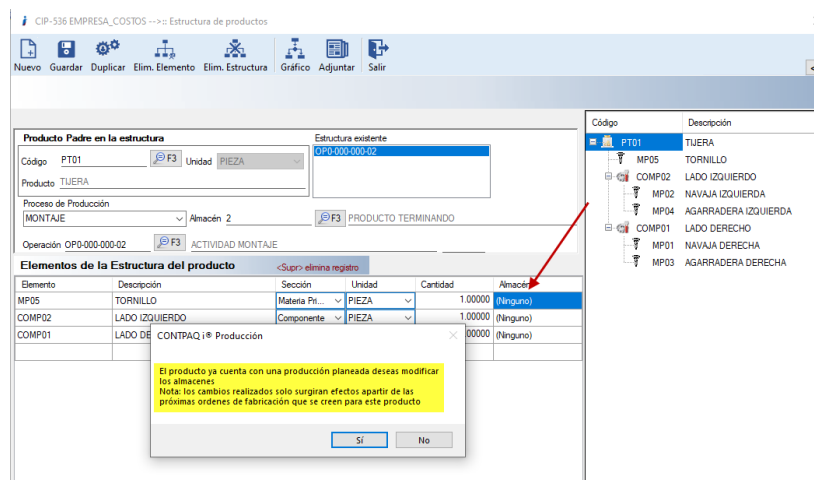 CIP-536 EMPRESA_COSTOS -->:: Estructura de productos
Nuevo Guardar Duplicar Elim. Elemento Elim. Estructura Gráfico Adjuntar Salir
<
Código Descripción
Producto Padre en la estructura Estructura existente
PT01 TIJERA
OP0-000-000-02
Código PT01 F3 Unidad PIEZA
MP05 TORNILLO
COMP02 LADO IZQUIERDO
Producto TIJERA
MP02 NAVAJA IZQUIERDA
Proceso de Producción
MP04 AGARRADERA IZQUIERDA
MONTAJE Almacén 2 F3 PRODUCTO TERMINANDO
COMP01 LADO DERECHO
MP01 NAVAJA DERECHA
Operación OP0-000-000-02 F3 ACTIVIDAD MONTAJE
MP03 AGARRADERA DERECHA
Elementos de la Estructura del producto <Supr> elimina registro
Elemento Descripción Sección Unidad Cantidad Almacén
MP05 TORNILLO Materia Pri... PIEZA 1.00000 (Ninguno)
COMP02 LADO IZQUIERDO Componente PIEZA 1.00000 (Ninguno)
COMP01 LADO DE 00000 (Ninguno)
CONTPAQ i® Producción
El producto ya cuenta con una producción planeada deseas modificar
los almacenes
Nota: los cambios realizados solo surgiran efectos apartir de las
próximas ordenes de fabricación que se creen para este producto
Sí No